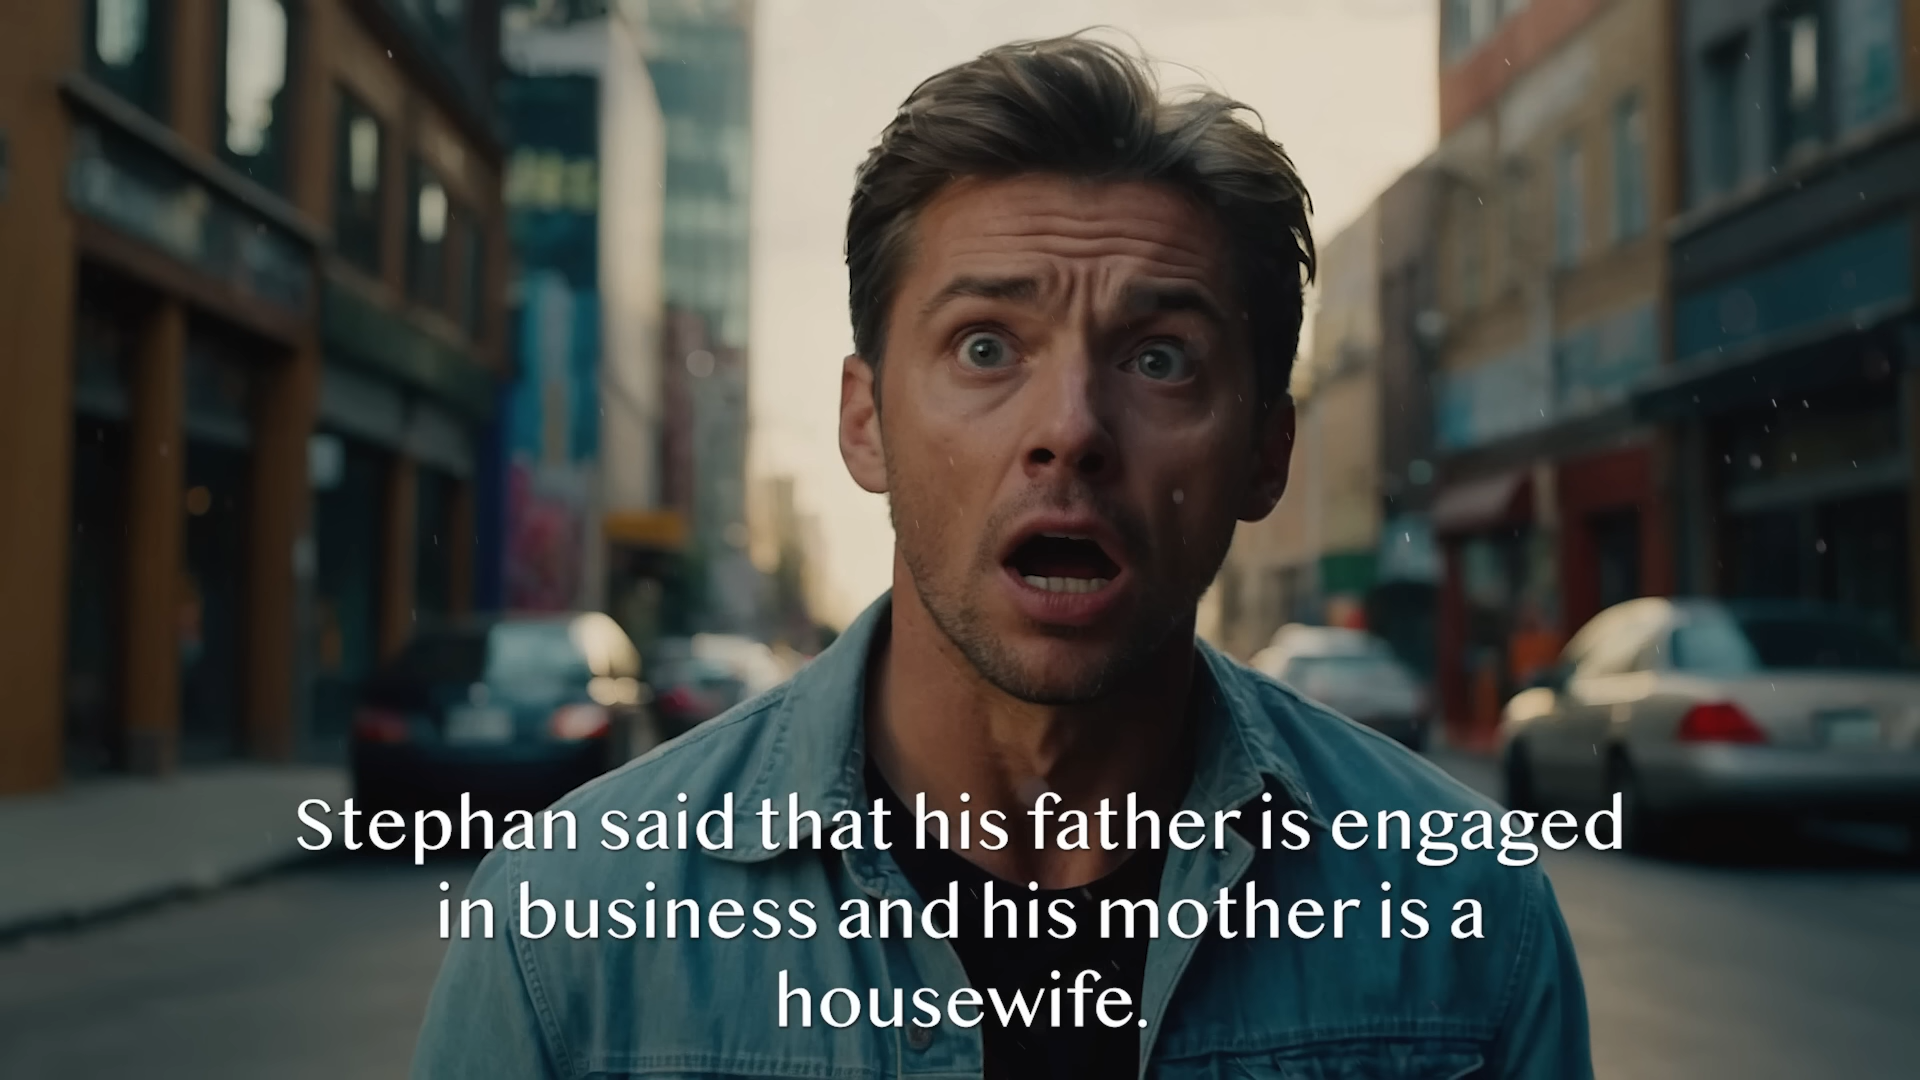 Stephan said that his father is engaged
in business and his mother is a
housewife.